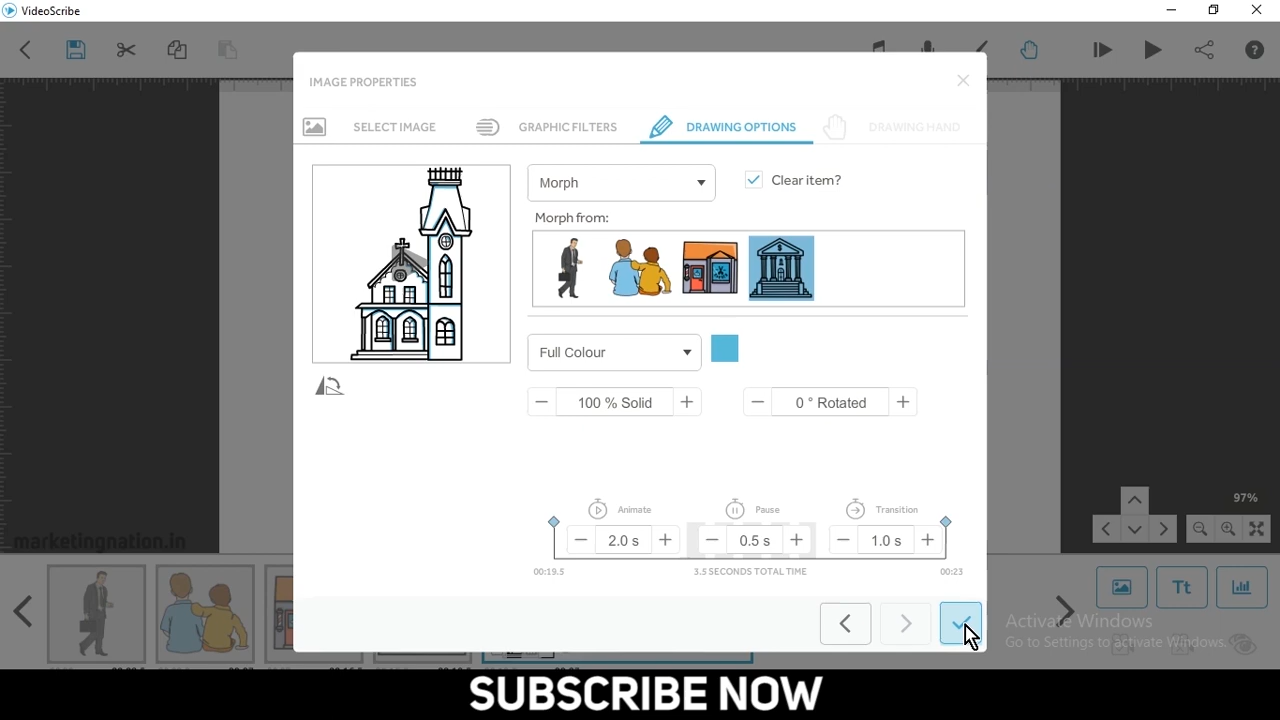 VideoScribe
IMAGE PROPERTIES
SELECT IMAGE
GRAPHIC FILTERS
DRAWING OPTIONS
DRAWING HAND
Morph
Clear item?
Morph from:
Full Colour
100 % Solid
0 ° Rotated
97%
Animate
Pause
Transition
2.0 s
0.5 s
1.0 s
00:19.5
3.5 SECONDS TOTAL TIME
00:23
marketingnation.in
Tt
Activate Windows
Go to Settings to activate Windows.
SUBSCRIBE NOW